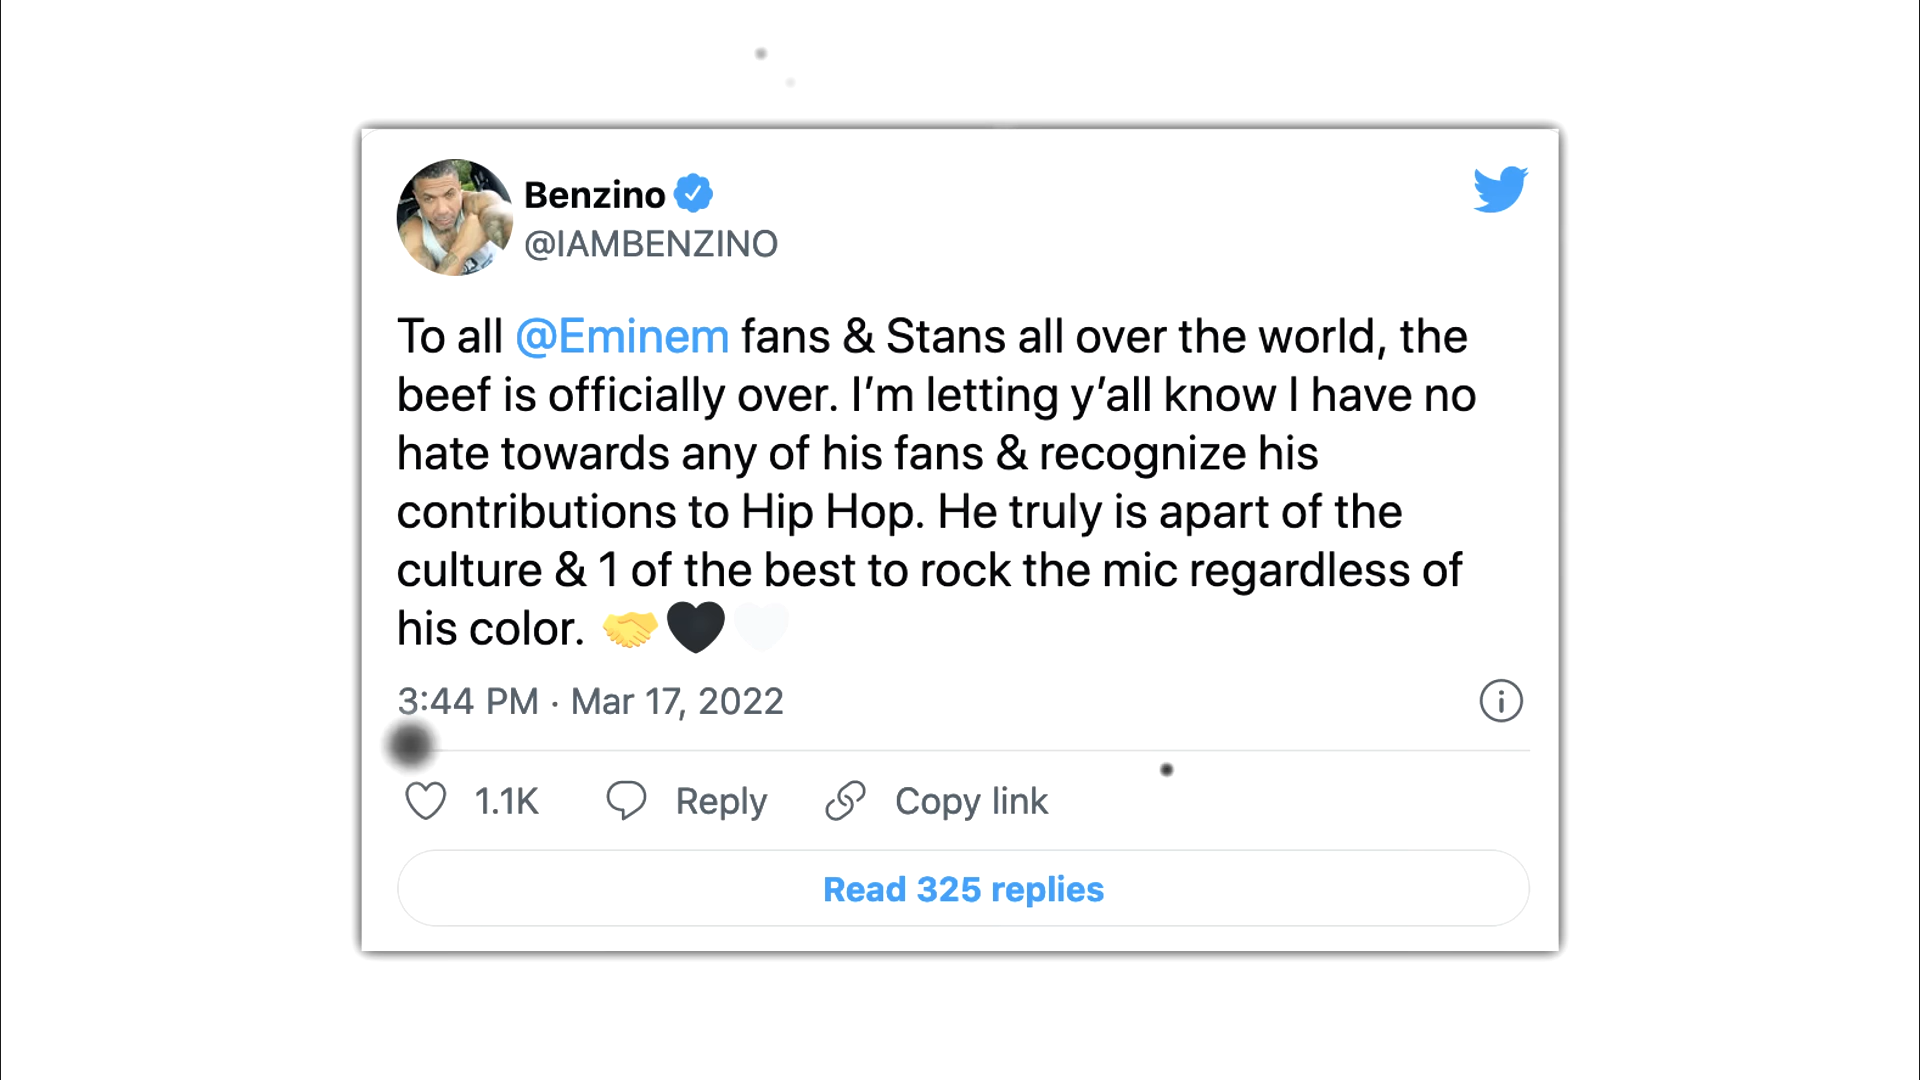 Benzino
@IAMBENZINO
To all @Eminem fans & Stans all over the world, the
beef is officially over. I’m letting y’all know I have no
hate towards any of his fans & recognize his
contributions to Hip Hop. He truly is apart of the
culture & 1 of the best to rock the mic regardless of
his color. 🤝🖤🤍
3:44 PM · Mar 17, 2022
1.1K Reply Copy link
Read 325 replies